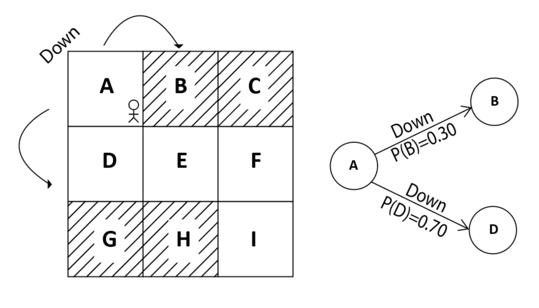 Down
A B C
D E F
G H I
A
Down
P(B)=0.30
B
Down
P(D)=0.70
D